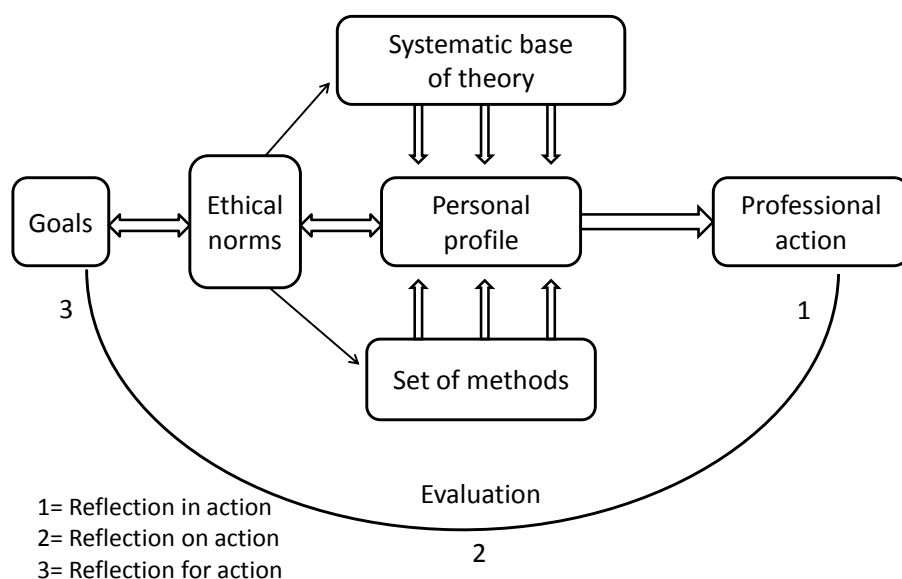 Systematic base
of theory
Goals
Ethical
norms
Personal
profile
Professional
action
3
1
Set of methods
Evaluation
1= Reflection in action
2= Reflection on action
2
3= Reflection for action